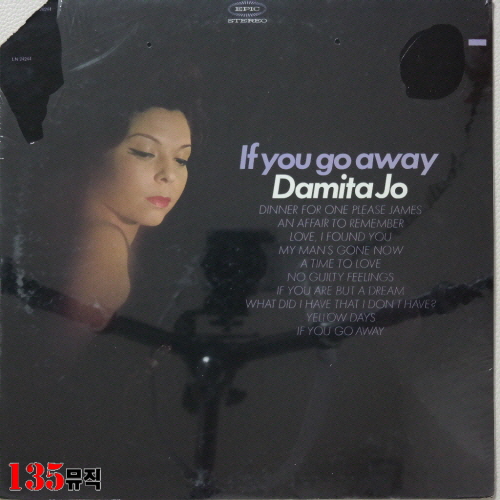 EPIC
STEREO
LN 24244
If you go away
Damita Jo
DINNER FOR ONE PLEASE JAMES
AN AFFAIR TO REMEMBER
LOVE, I FOUND YOU
MY MAN'S GONE NOW
A TIME TO LOVE
NO GUILTY FEELINGS
IF YOU ARE BUT A DREAM
WHAT DID I HAVE THAT I DON'T HAVE?
YELLOW DAYS
IF YOU GO AWAY
135뮤직